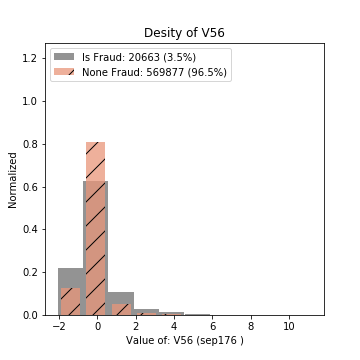 Desity of V56
Is Fraud: 20663 (3.5%)
None Fraud: 569877 (96.5%)
Normalized
1.2
1.0
0.8
0.6
0.4
0.2
0.0
−2 0 2 4 6 8 10
Value of: V56 (sep176 )